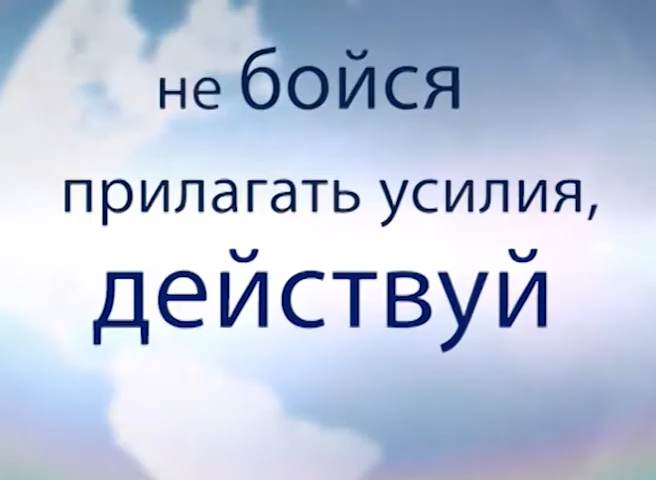 не бойся
прилагать усилия,
действуй